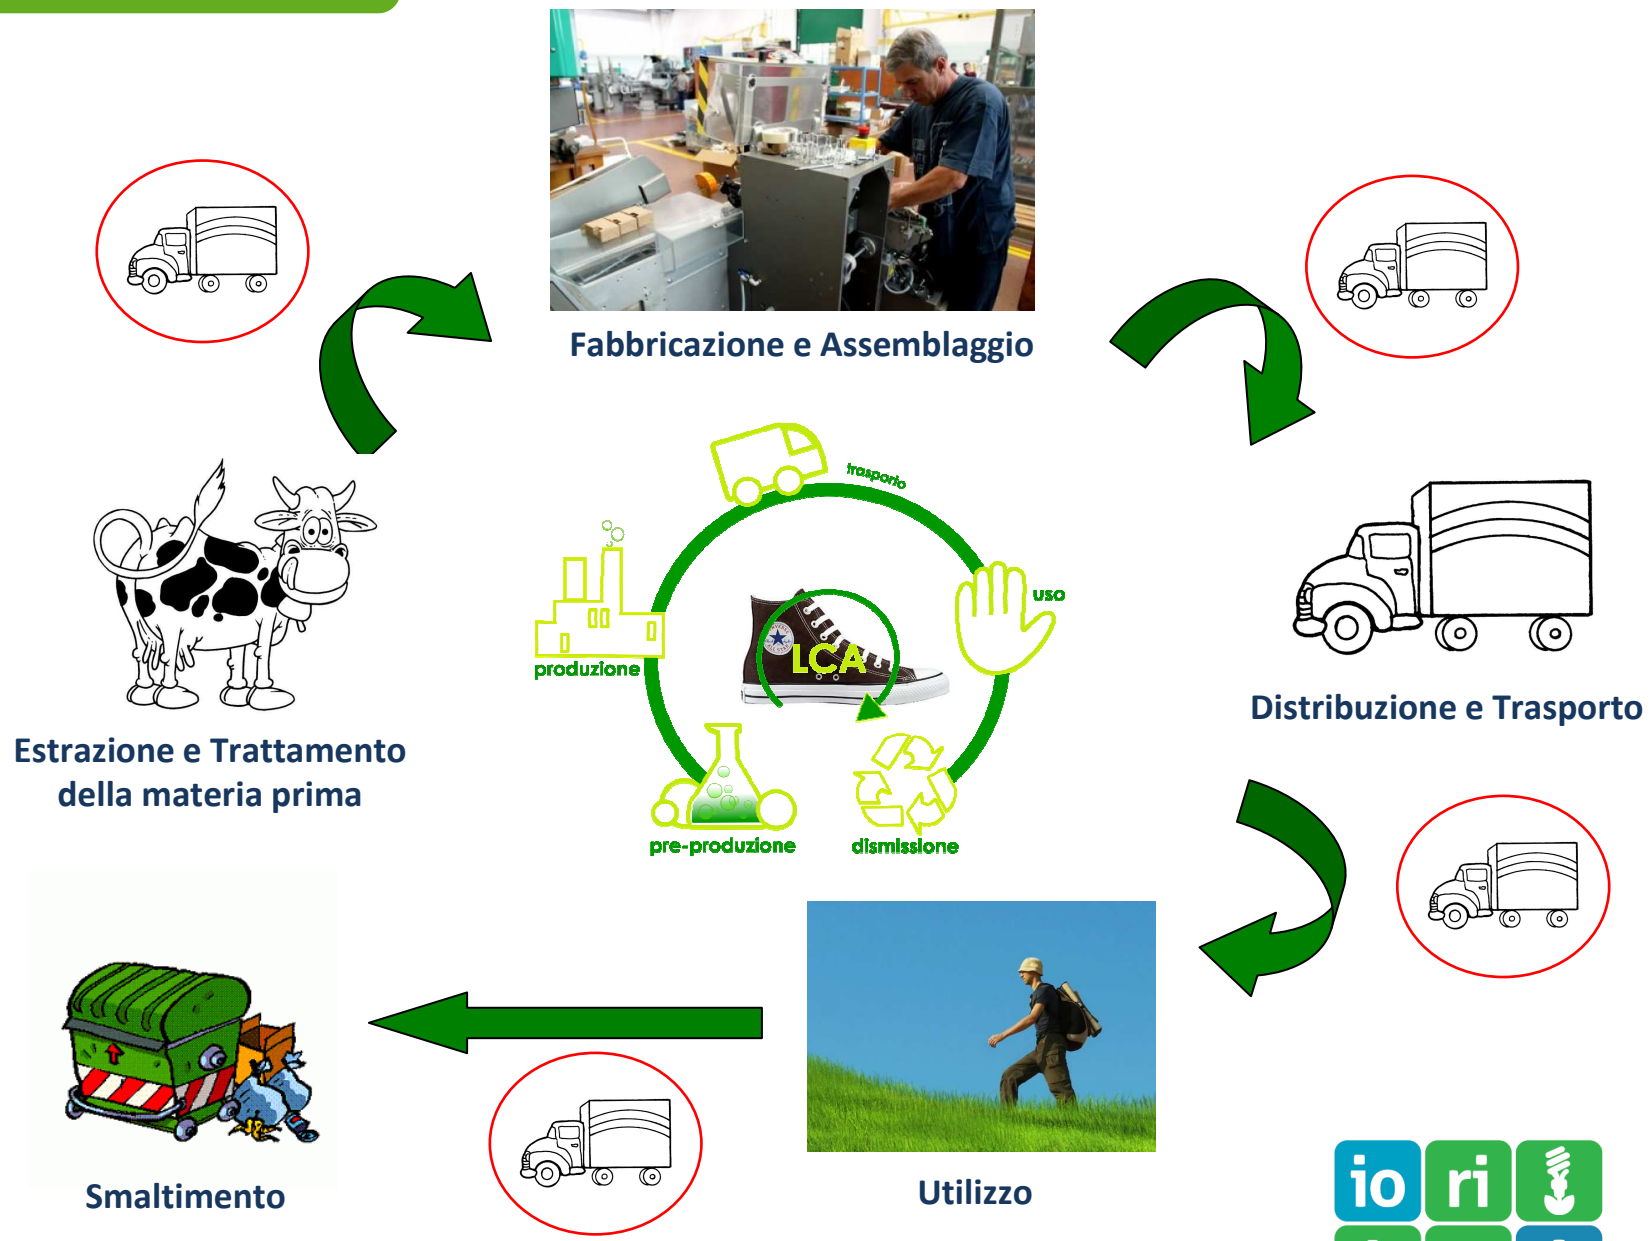 Fabbricazione e Assemblaggio
trasporto
uso
produzione
LCA
Distribuzione e Trasporto
Estrazione e Trattamento
della materia prima
pre-produzione
dismissione
Smaltimento
Utilizzo
io ri